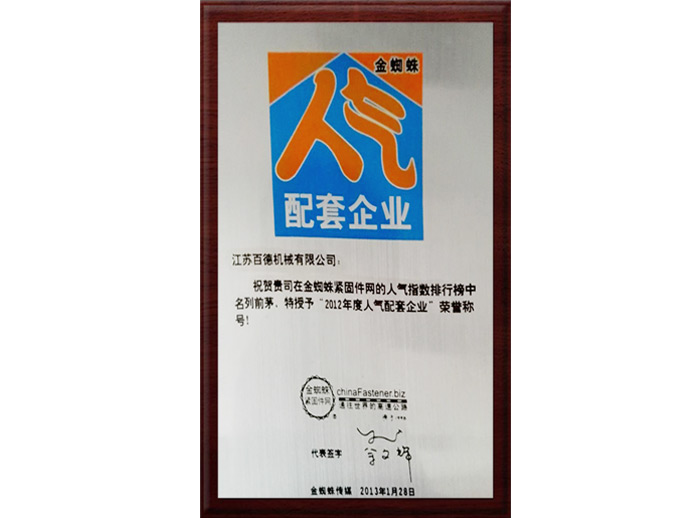 金蜘蛛
人气
配套企业
江苏百德机械有限公司：
祝贺贵司在金蜘蛛紧固件网的人气指数排行榜中
名列前茅、特授予“2012年度人气配套企业”荣誉称
号！
金蜘蛛 chinaFastener.biz
紧固件网 通往世界的高速公路
代表签字
金蜘蛛传媒 2013年1月28日